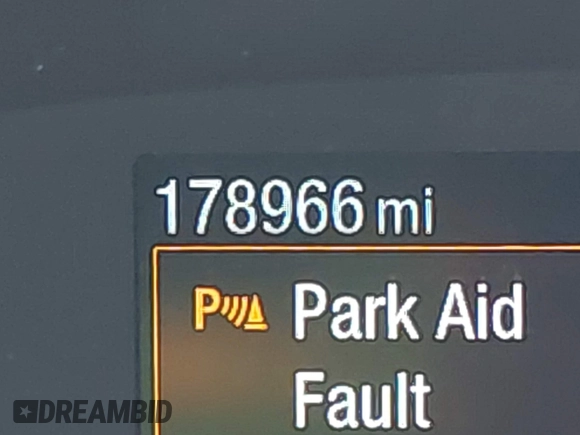 178966 mi
P Park Aid
Fault
DREAMBID